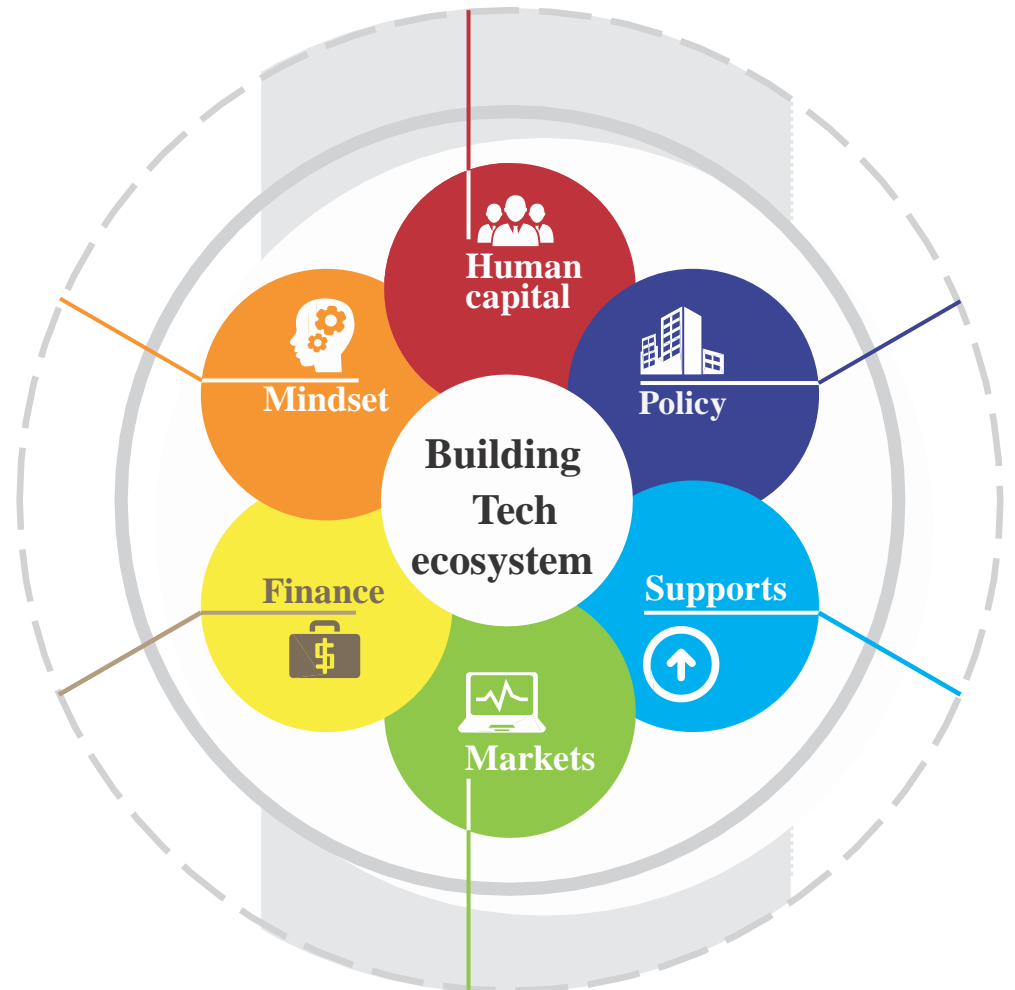 Human
capital
Mindset
Policy
Building
Tech
ecosystem
Finance
$
Supports
Markets